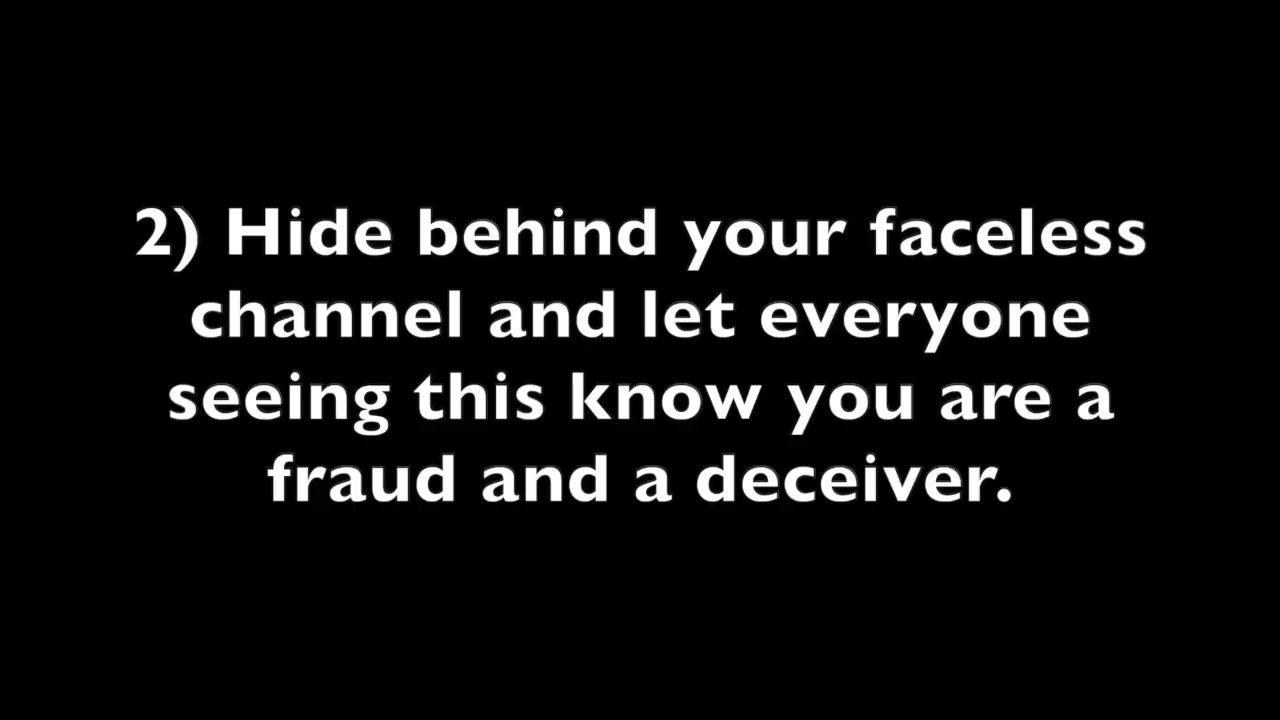 2) Hide behind your faceless
channel and let everyone
seeing this know you are a
fraud and a deceiver.